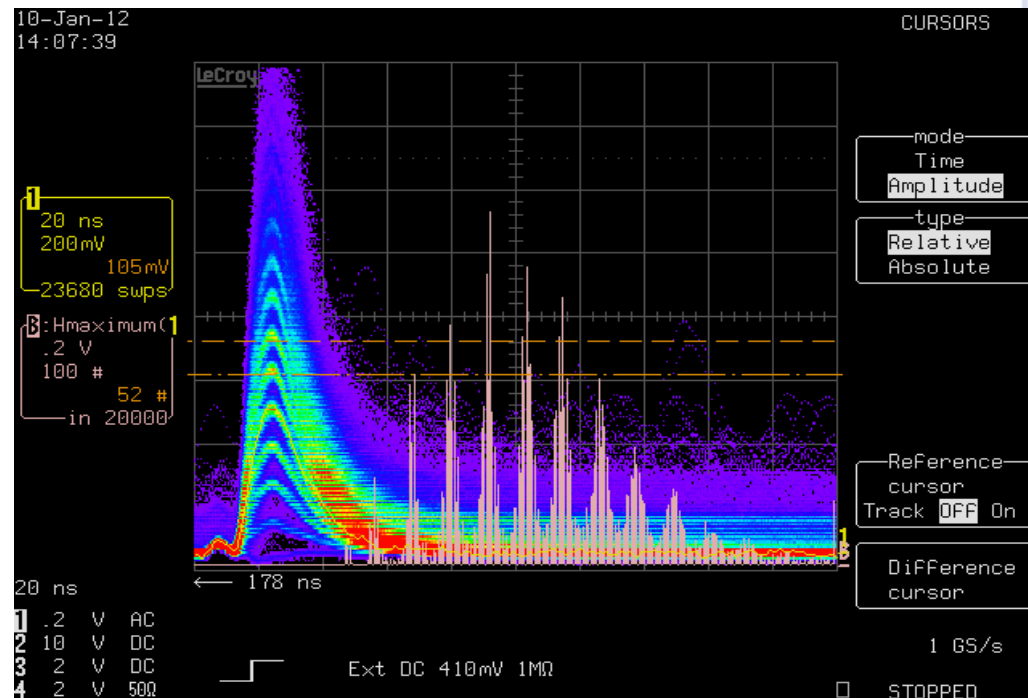 10-Jan-12
14:07:39
CURSORS
LeCroy
mode
Time
Amplitude
type
Relative
Absolute
1
20 ns
200mV
105mV
23680 swps
B:Hmaximum(1
.2 V
100 #
52 #
in 20000
Reference
cursor
Track OFF On
1
B
Difference
cursor
← 178 ns
20 ns
1 .2 V AC
2 10 V DC
3 2 V DC
4 2 V 50Ω
Ext DC 410mV 1MΩ
1 GS/s
STOPPED